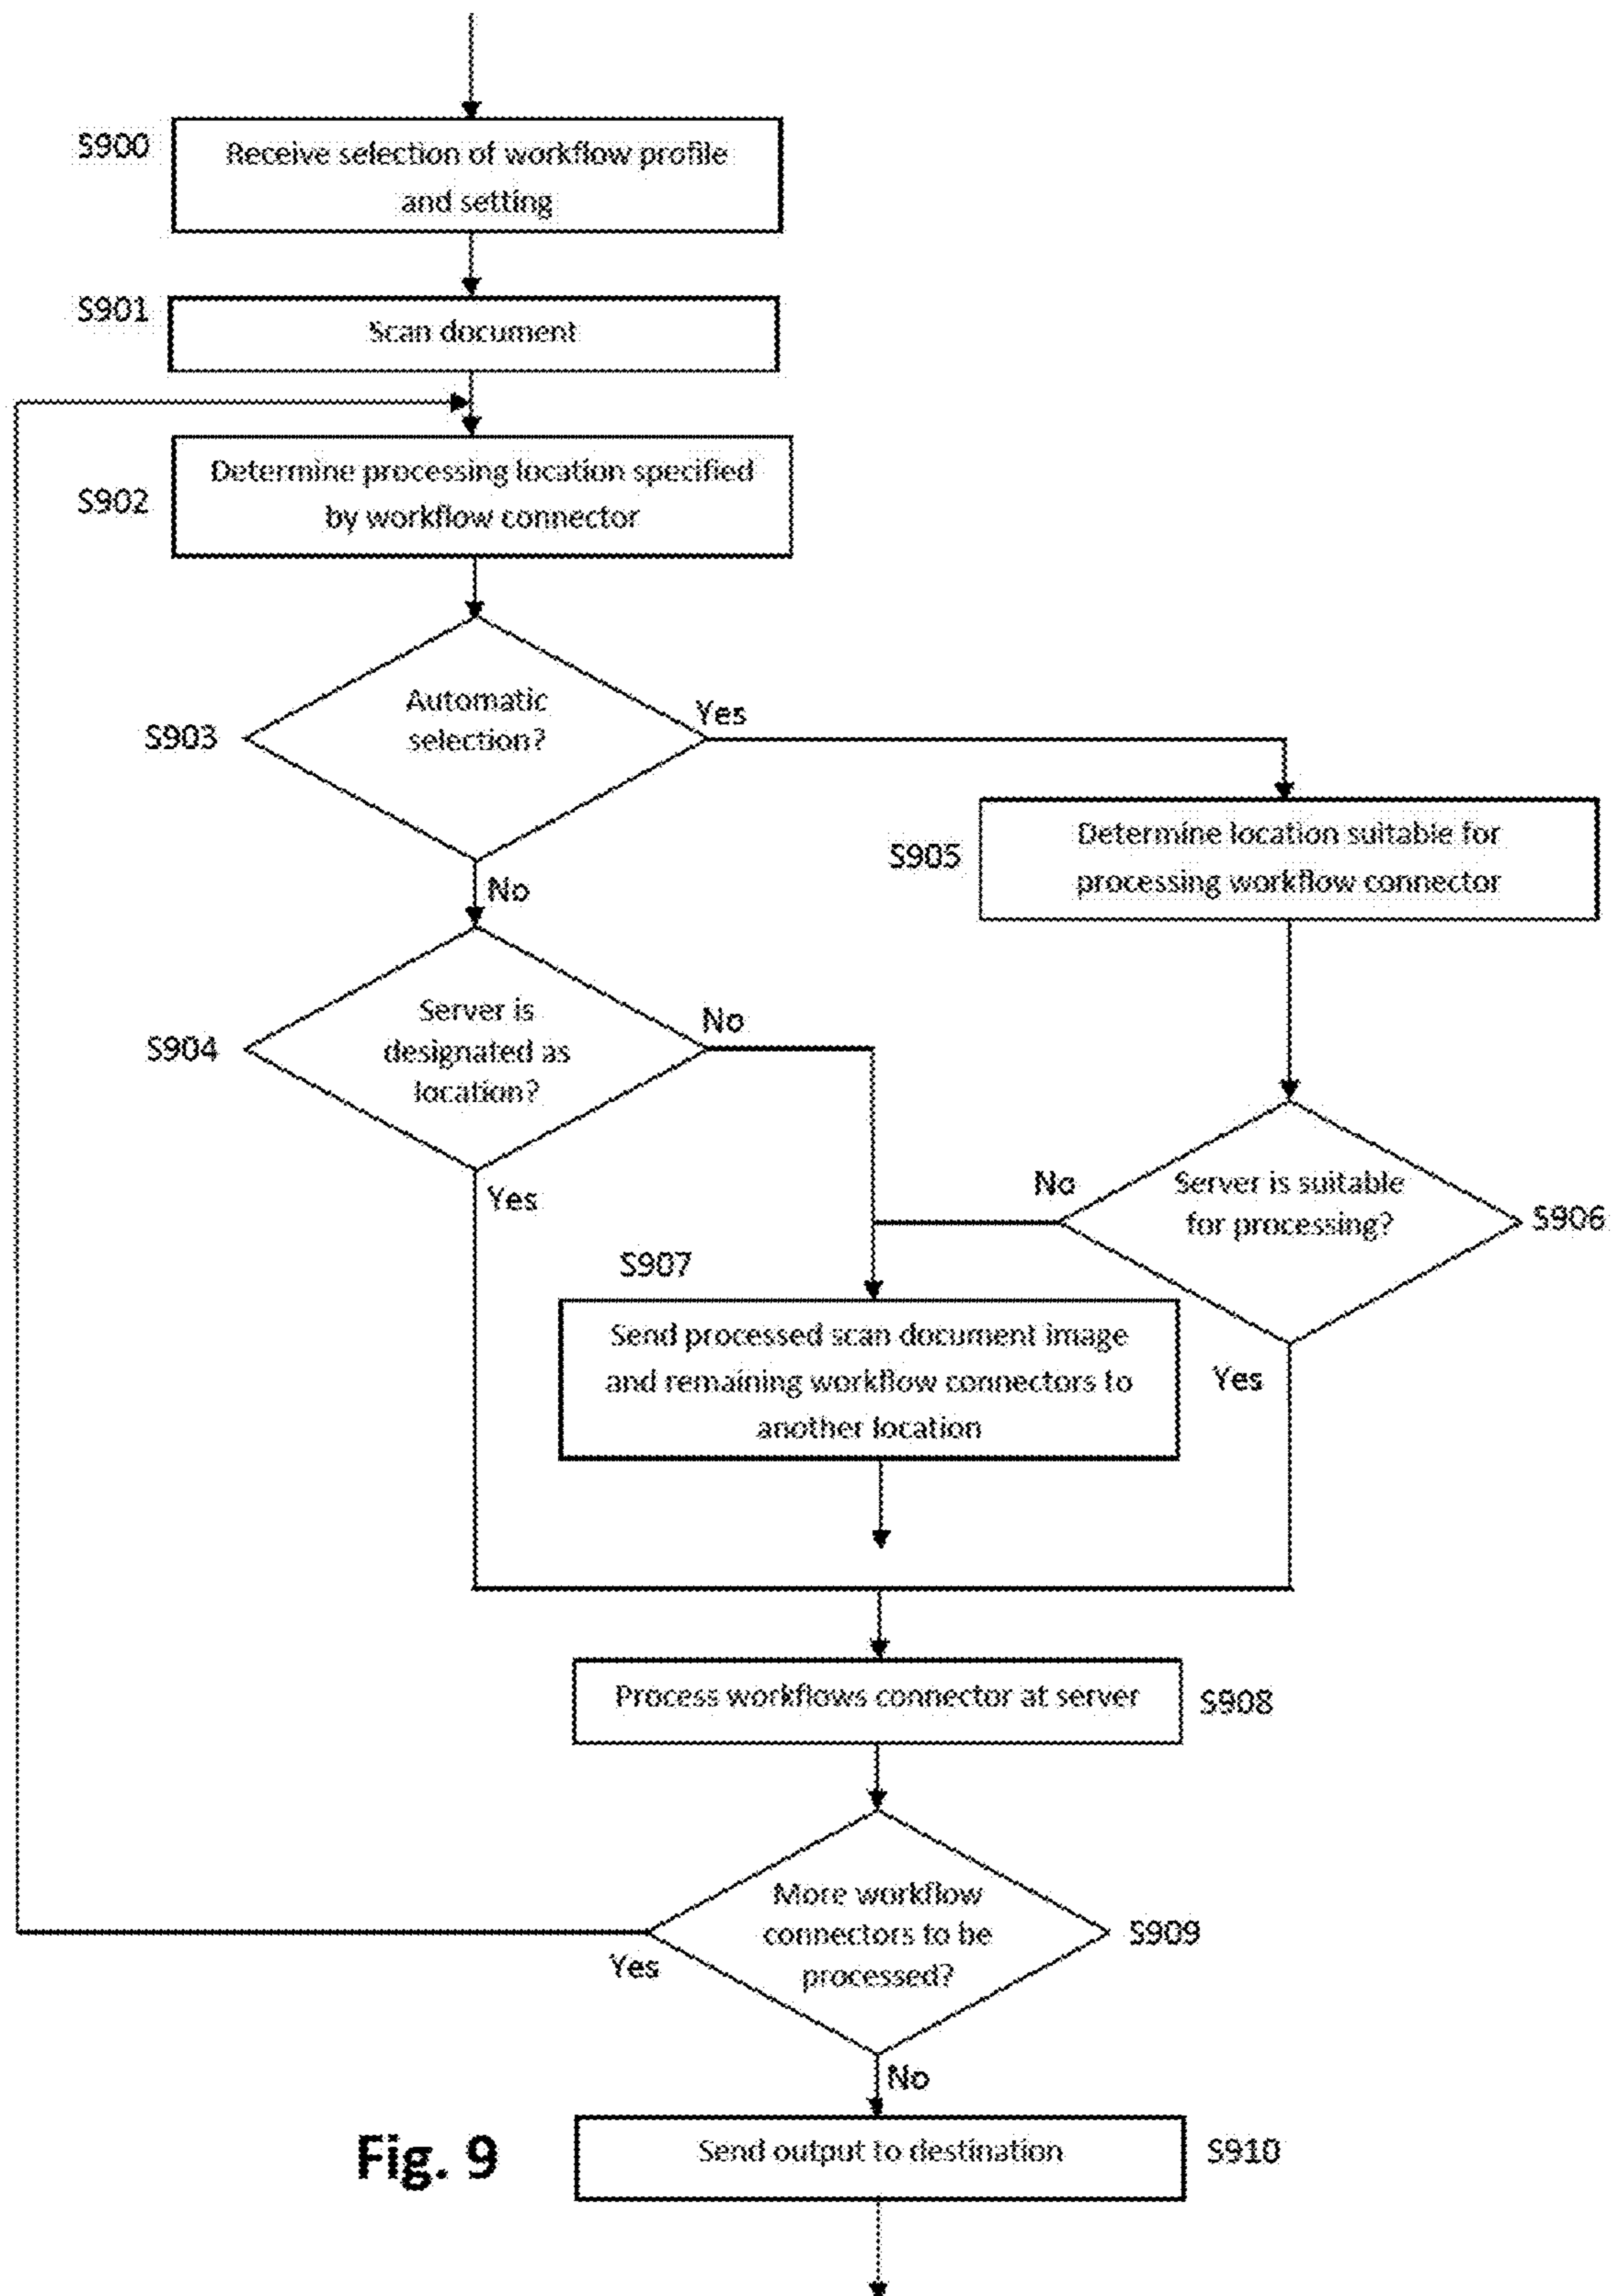 S900
Receive selection of workflow profile
and setting
S901
Scan document
S902
Determine processing location specified
by workflow connector
S903
Automatic
selection?
Yes
No
S905
Determine location suitable for
processing workflow connector
S904
Server is
designated as
location?
No
Yes
S906
Server is suitable
for processing?
No
Yes
S907
Send processed scan document image
and remaining workflow connectors to
another location
Process workflows connector at server
S908
More workflow
connectors to be
processed?
S909
Yes
No
Send output to destination
S910
Fig. 9